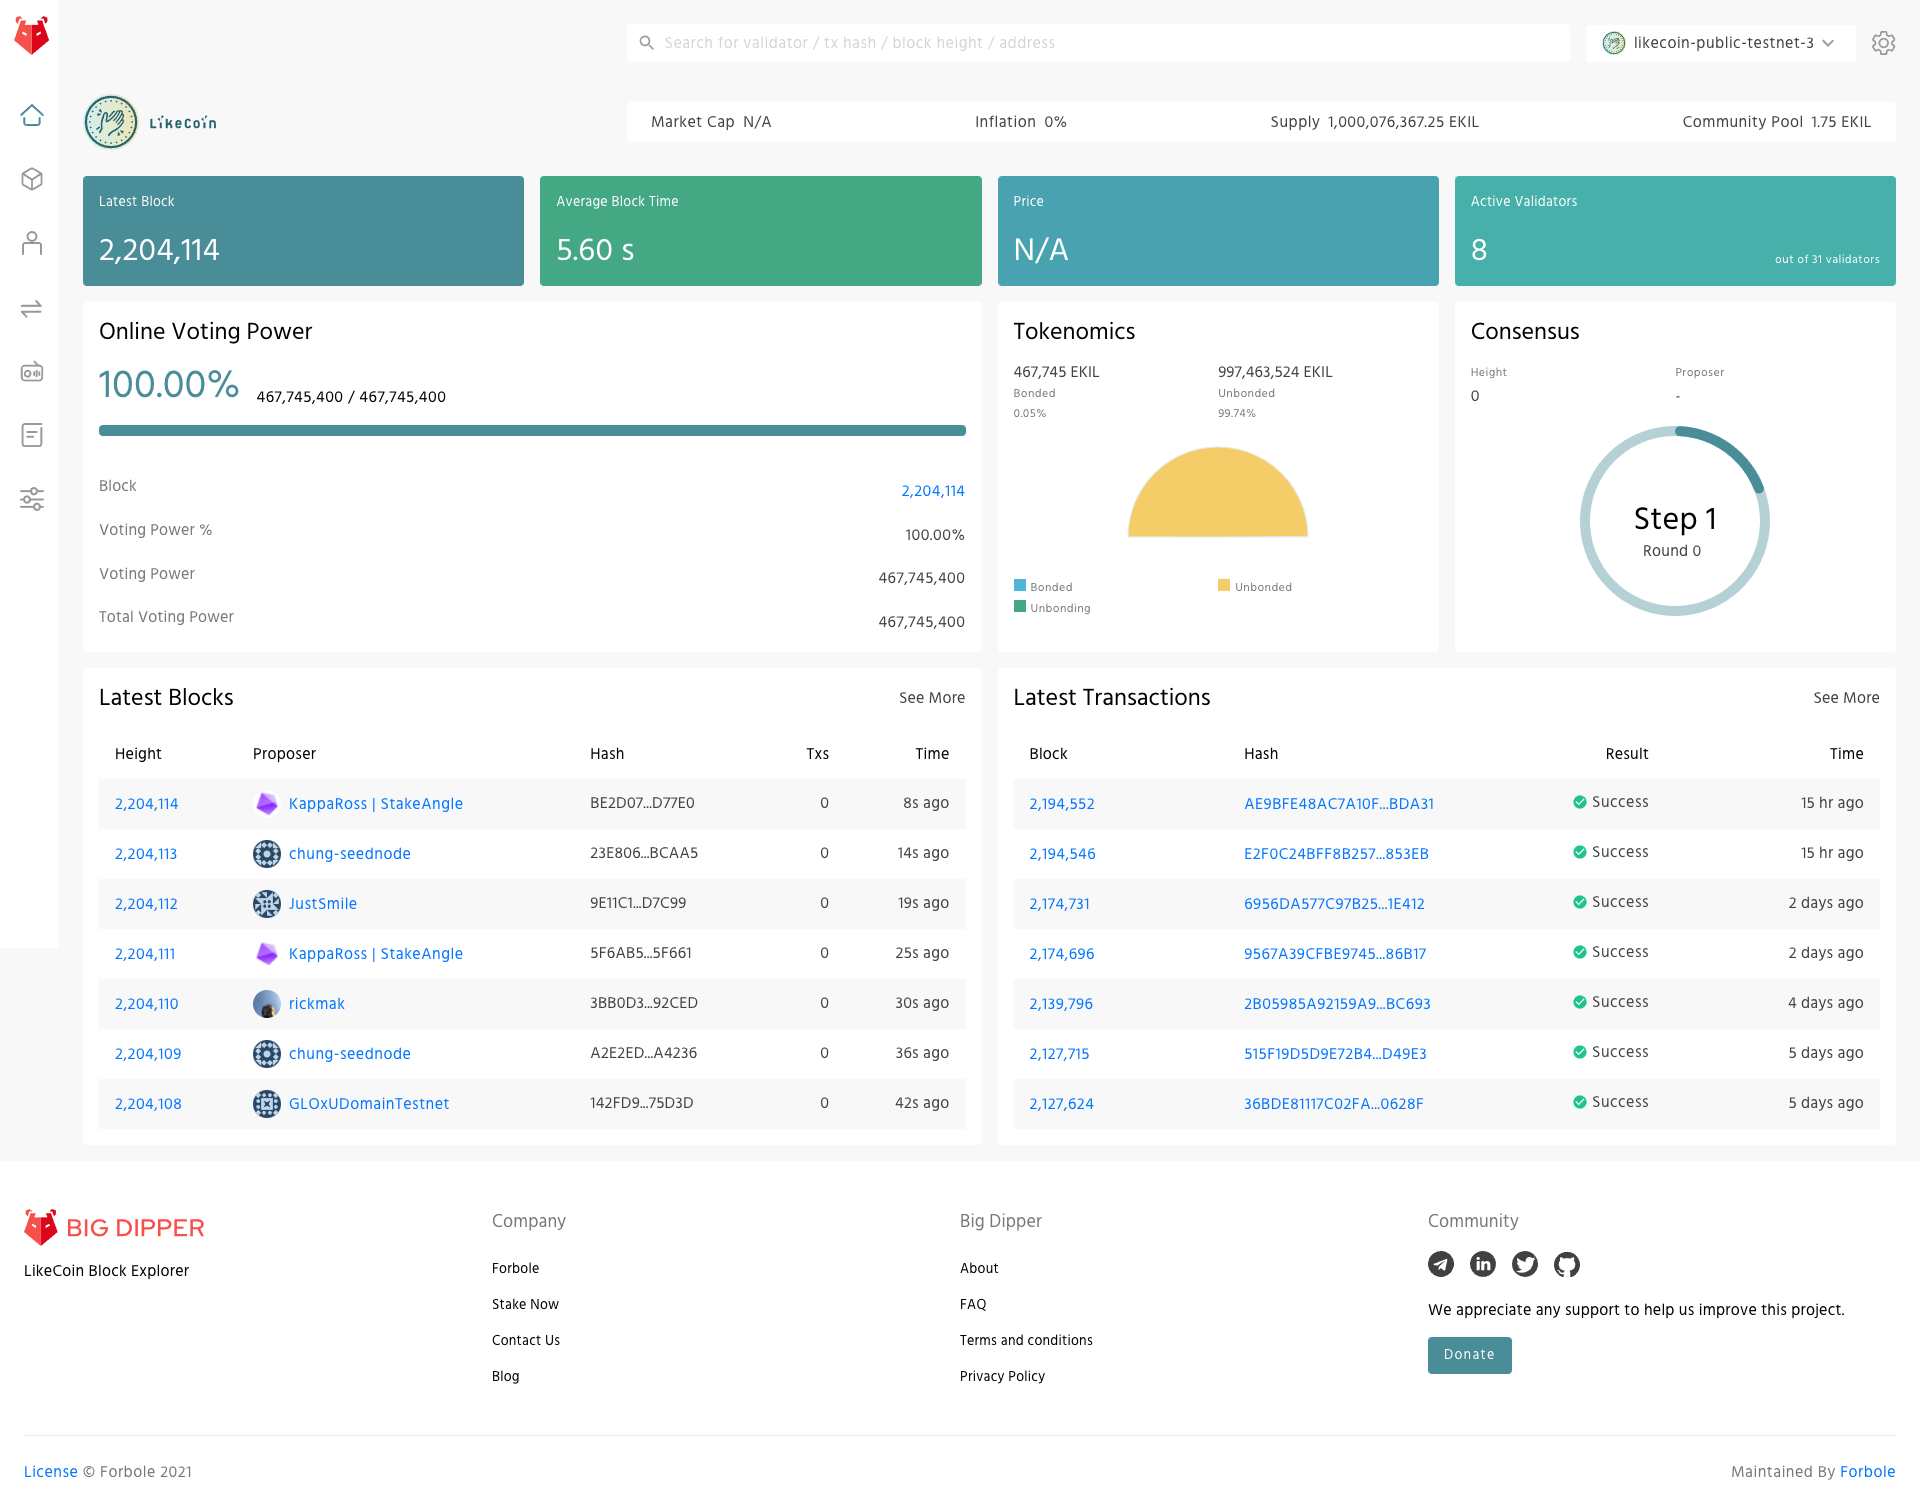 Search for validator / tx hash / block height / address
likecoin-public-testnet-3
LikeCoin
Market Cap N/A Inflation 0% Supply 1,000,076,367.25 EKIL Community Pool 1.75 EKIL
Latest Block
2,204,114
Average Block Time
5.60 s
Price
N/A
Active Validators
8
out of 31 validators
Online Voting Power
100.00% 467,745,400 / 467,745,400
Block 2,204,114
Voting Power % 100.00%
Voting Power 467,745,400
Total Voting Power 467,745,400
Tokenomics
467,745 EKIL 997,463,524 EKIL
Bonded Unbonded
0.05% 99.74%
Bonded Unbonded
Unbonding
Consensus
Height Proposer
0 -
Step 1
Round 0
Latest Blocks See More
Height Proposer Hash Txs Time
2,204,114 KappaRoss | StakeAngle BE2D07...D77E0 0 8s ago
2,204,113 chung-seednode 23E806...BCAA5 0 14s ago
2,204,112 JustSmile 9E11C1...D7C99 0 19s ago
2,204,111 KappaRoss | StakeAngle 5F6AB5...5F661 0 25s ago
2,204,110 rickmak 3BB0D3...92CED 0 30s ago
2,204,109 chung-seednode A2E2ED...A4236 0 36s ago
2,204,108 GLOxUDomainTestnet 142FD9...75D3D 0 42s ago
Latest Transactions See More
Block Hash Result Time
2,194,552 AE9BFE48AC7A10F...BDA31 Success 15 hr ago
2,194,546 E2F0C24BFF8B257...853EB Success 15 hr ago
2,174,731 6956DA577C97B25...1E412 Success 2 days ago
2,174,696 9567A39CFBE9745...86B17 Success 2 days ago
2,139,796 2B05985A92159A9...BC693 Success 4 days ago
2,127,715 515F19D5D9E72B4...D49E3 Success 5 days ago
2,127,624 36BDE81117C02FA...0628F Success 5 days ago
BIG DIPPER
LikeCoin Block Explorer
Company
Forbole
Stake Now
Contact Us
Blog
Big Dipper
About
FAQ
Terms and conditions
Privacy Policy
Community
in
We appreciate any support to help us improve this project.
Donate
License © Forbole 2021
Maintained By Forbole